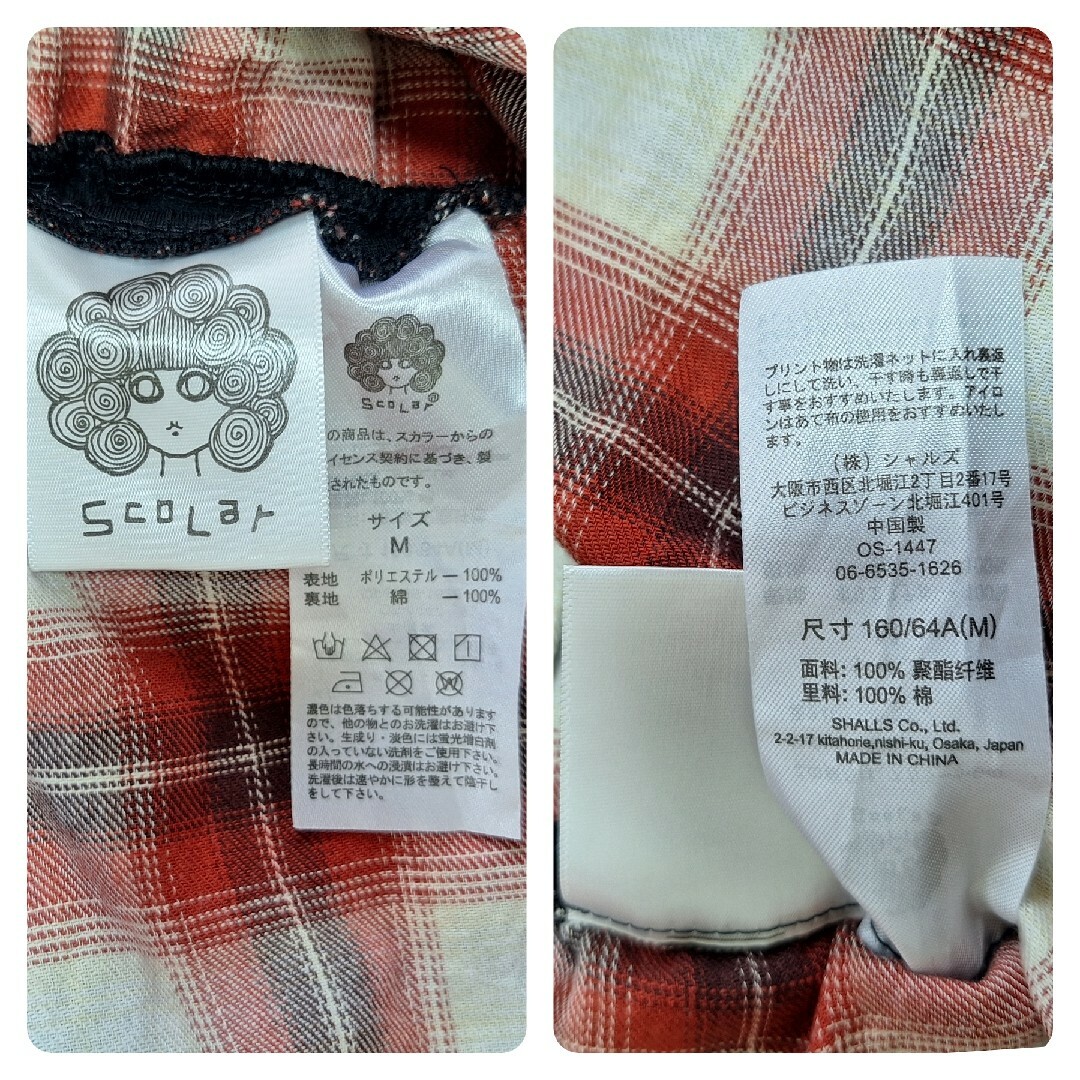 scoLar
scoLar
の商品は、スカラーからの
イセンス契約に基づき、製
されたものです。
サイズ
M
表地 ポリエステル — 100%
裏地 綿 — 100%
濃色は色落ちする可能性があります
ので、他の物とのお洗濯はお避け下
さい。生成り・淡色には蛍光増白剤
の入っていない洗剤をご使用下さい。
長時間の水への浸漬はお避け下さい。
洗濯後は速やかに形を整えて陰干し
をして下さい。
プリント物は洗濯ネットに入れ裏返
しにして洗い、干す時も裏返しで干
す事をおすすめいたします。アイロ
ンはあて布の使用をおすすめいたし
ます。
(株) シャルズ
大阪市西区北堀江2丁目2番17号
ビジネスゾーン北堀江401号
中国製
OS-1447
06-6535-1626
尺寸 160/64A(M)
面料: 100% 聚酯纤维
里料: 100% 棉
SHALLS Co., Ltd.
2-2-17 kitahorie,nishi-ku, Osaka, Japan
MADE IN CHINA